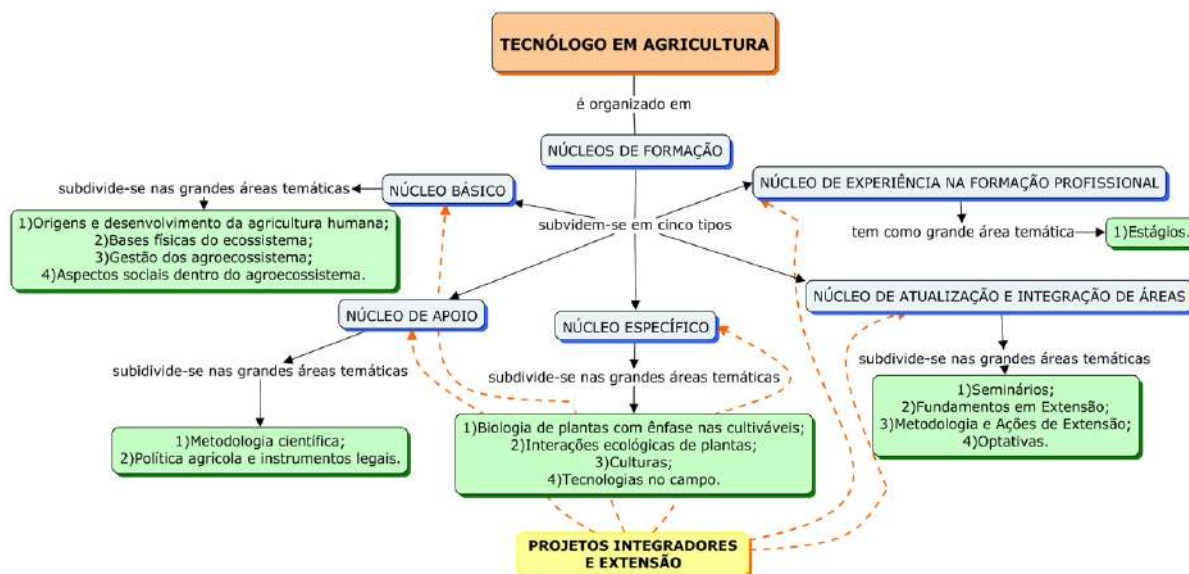 TECNÓLOGO EM AGRICULTURA
é organizado em
NÚCLEOS DE FORMAÇÃO
subdivide-se nas grandes áreas temáticas
NÚCLEO BÁSICO
NÚCLEO DE EXPERIÊNCIA NA FORMAÇÃO PROFISSIONAL
1)Origens e desenvolvimento da agricultura humana;
2)Bases físicas do ecossistema;
3)Gestão dos agroecossistema;
4)Aspectos sociais dentro do agroecossistema.
subvidem-se em cinco tipos
tem como grande área temática
1)Estágios.
NÚCLEO DE APOIO
NÚCLEO ESPECÍFICO
NÚCLEO DE ATUALIZAÇÃO E INTEGRAÇÃO DE ÁREAS
subidivide-se nas grandes áreas temáticas
subdivide-se nas grandes áreas temáticas
subdivide-se nas grandes áreas temáticas
1)Metodologia científica;
2)Política agrícola e instrumentos legais.
1)Biologia de plantas com ênfase nas cultiváveis;
2)Interações ecológicas de plantas;
3)Culturas;
4)Tecnologias no campo.
1)Seminários;
2)Fundamentos em Extensão;
3)Metodologia e Ações de Extensão;
4)Optativas.
PROJETOS INTEGRADORES
E EXTENSÃO